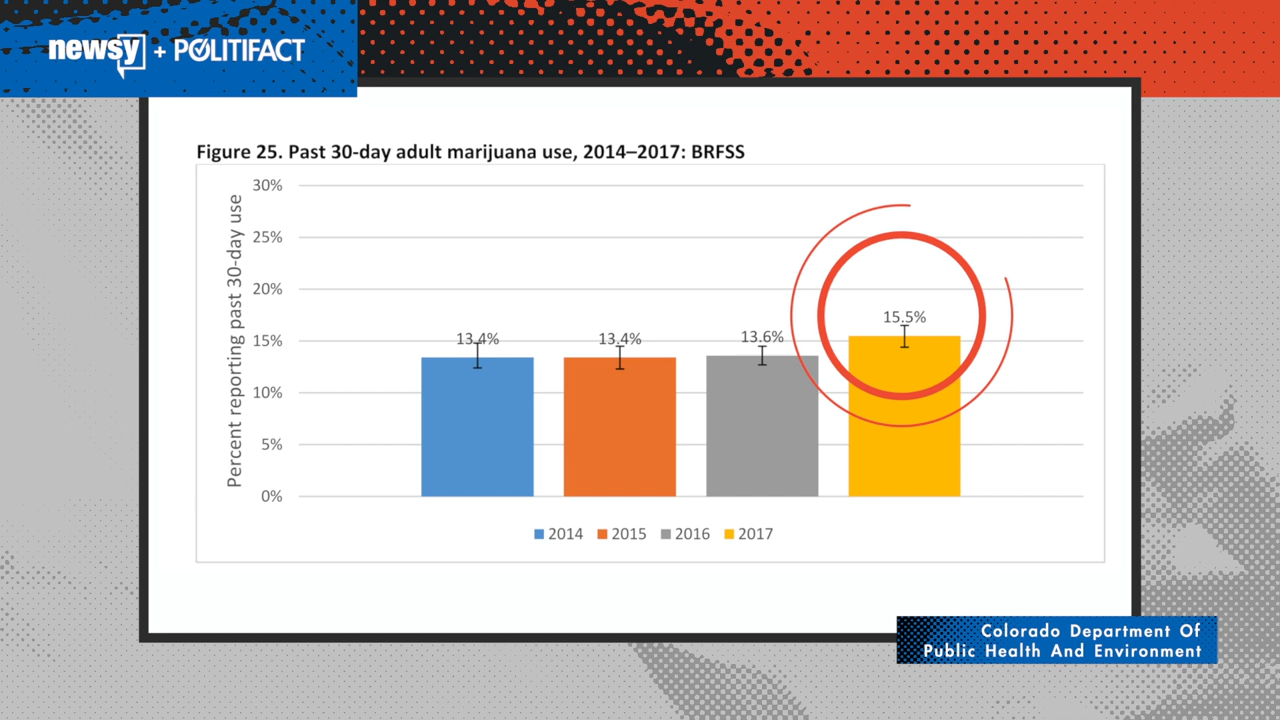 newsy + POLITIFACT
Figure 25. Past 30-day adult marijuana use, 2014–2017: BRFSS
Percent reporting past 30-day use
30%
25%
20%
15%
10%
5%
0%
13.4%
13.4%
13.6%
15.5%
2014 2015 2016 2017
Colorado Department Of
Public Health And Environment